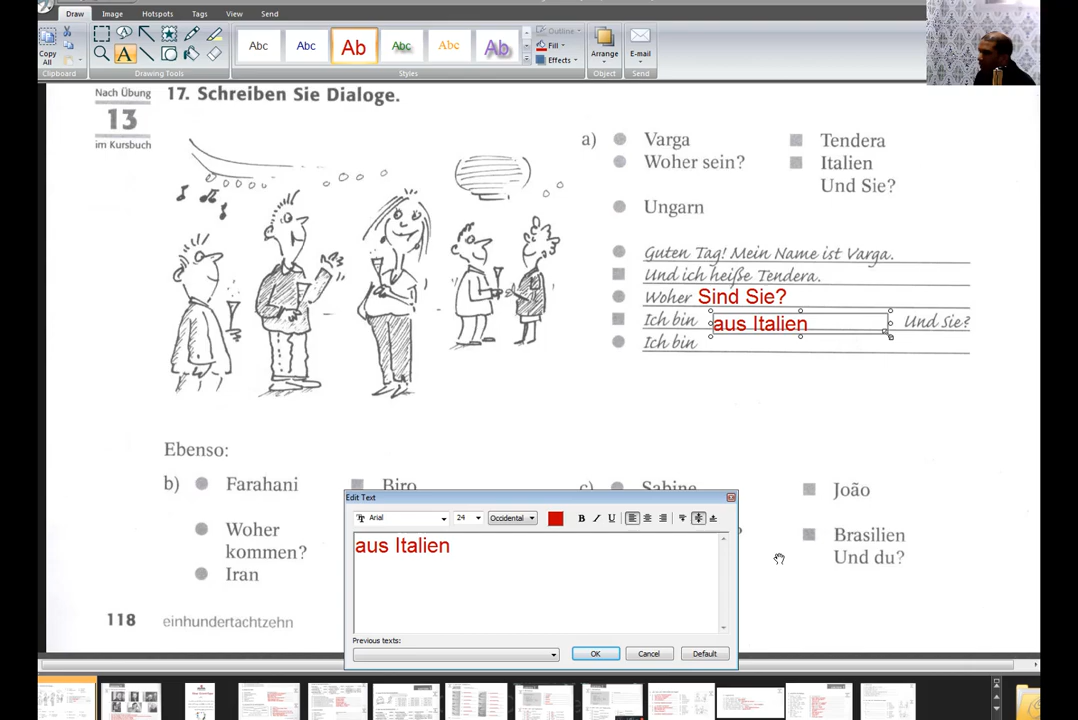 Draw Image Hotspots Tags View Send
Copy All
Clipboard
Drawing Tools
Abc Abc Ab Abc Abc Ab
Styles
Outline
Fill
Effects
Arrange
Object
E-mail
Send
Nach Übung
13
im Kursbuch
17. Schreiben Sie Dialoge.
a) Varga Tendera
Woher sein? Italien
Und Sie?
Ungarn
Guten Tag! Mein Name ist Varga.
Und ich heiße Tendera.
Woher Sind Sie?
Ich bin aus Italien Und Sie?
Ich bin
Ebenso:
b) Farahani Biro
Woher kommen?
Iran
c) Sabine João
Brasilien
Und du?
118 einhundertachtzehn
Edit Text
Arial 24 Occidental B I U
aus Italien
Previous texts:
OK Cancel Default